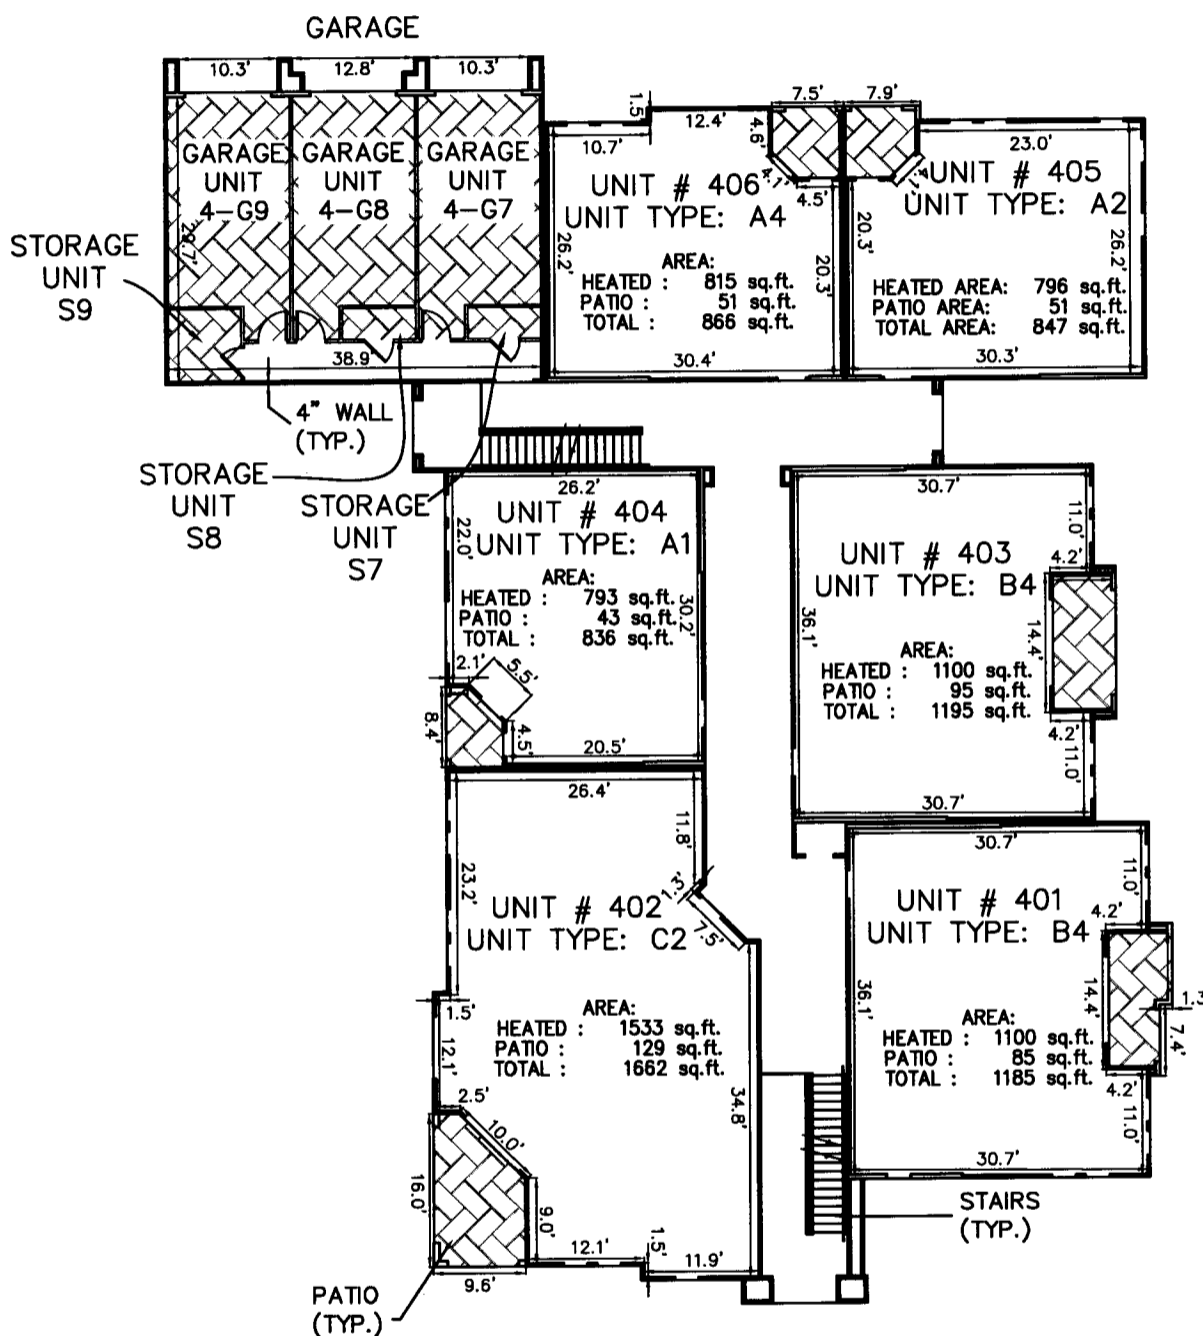 GARAGE
10.3'
12.8'
10.3'
GARAGE
UNIT
4-G9
GARAGE
UNIT
4-G8
GARAGE
UNIT
4-G7
29.7'
38.9'
STORAGE
UNIT
S9
4" WALL
(TYP.)
STORAGE
UNIT
S8
STORAGE
UNIT
S7
1.5'
12.4'
10.7'
4.6'
7.5'
4.1'
4.5'
UNIT # 406
UNIT TYPE: A4
26.2'
20.3'
AREA:
HEATED : 815 sq.ft.
PATIO : 51 sq.ft.
TOTAL : 866 sq.ft.
30.4'
7.9'
23.0'
UNIT # 405
UNIT TYPE: A2
20.3'
26.2'
HEATED AREA: 796 sq.ft.
PATIO AREA: 51 sq.ft.
TOTAL AREA: 847 sq.ft.
30.3'
26.2'
UNIT # 404
UNIT TYPE: A1
22.0'
30.2'
AREA:
HEATED : 793 sq.ft.
PATIO : 43 sq.ft.
TOTAL : 836 sq.ft.
2.1'
5.5'
8.4'
4.5'
20.5'
30.7'
11.0'
UNIT # 403
UNIT TYPE: B4
4.2'
36.1'
14.4'
AREA:
HEATED : 1100 sq.ft.
PATIO : 95 sq.ft.
TOTAL : 1195 sq.ft.
4.2'
11.0'
30.7'
26.4'
11.8'
23.2'
1.3'
7.5'
UNIT # 402
UNIT TYPE: C2
1.5'
AREA:
HEATED : 1533 sq.ft.
PATIO : 129 sq.ft.
TOTAL : 1662 sq.ft.
12.1'
34.8'
2.5'
10.0'
16.0'
9.0'
9.6'
12.1'
1.5'
11.9'
PATIO
(TYP.)
30.7'
11.0'
UNIT # 401
UNIT TYPE: B4
4.2'
36.1'
14.4'
7.4'
AREA:
HEATED : 1100 sq.ft.
PATIO : 85 sq.ft.
TOTAL : 1185 sq.ft.
4.2'
11.0'
30.7'
STAIRS
(TYP.)